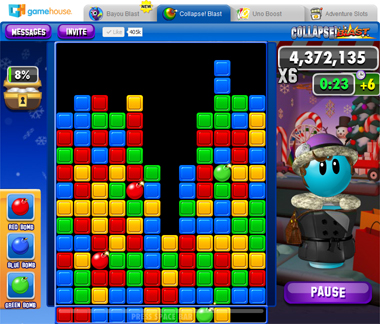 gamehouse
Bayou Blast
NEW
Collapse! Blast
Uno Boost
Adventure Slots
MESSAGES
INVITE
Like
405k
COLLAPSE! BLAST
8%
4,372,135
X6
0:23
+6
RED BOMB
BLUE BOMB
GREEN BOMB
PAUSE